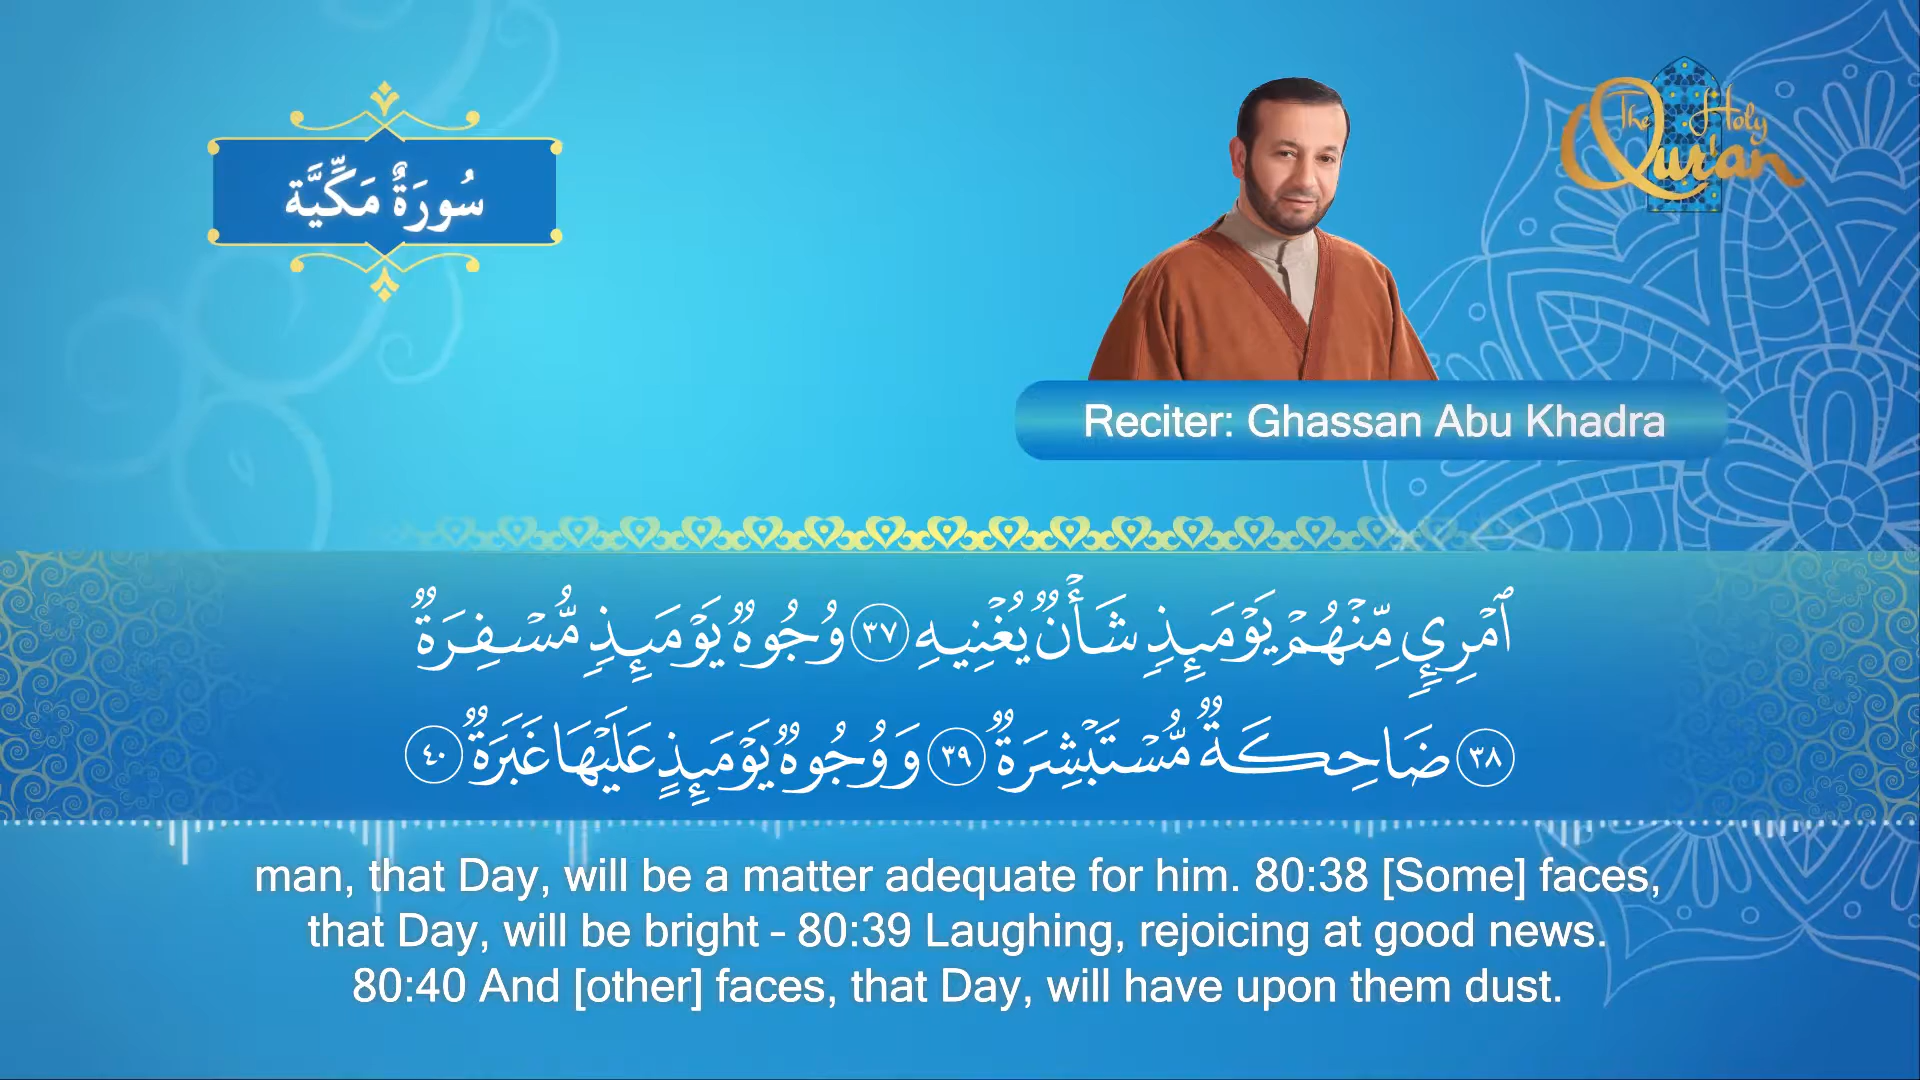 سُورَةٌ مَكِّيَّة
The Holy
Qur'an
Reciter: Ghassan Abu Khadra
ٱمْرِئٍ مِّنْهُمْ يَوْمَئِذٍ شَأْنٌ يُغْنِيهِ ٣٧ وُجُوهٌ يَوْمَئِذٍ مُّسْفِرَةٌ
٣٨ ضَاحِكَةٌ مُّسْتَبْشِرَةٌ ٣٩ وَوُجُوهٌ يَوْمَئِذٍ عَلَيْهَا غَبَرَةٌ ٤٠
man, that Day, will be a matter adequate for him. 80:38 [Some] faces,
that Day, will be bright - 80:39 Laughing, rejoicing at good news.
80:40 And [other] faces, that Day, will have upon them dust.